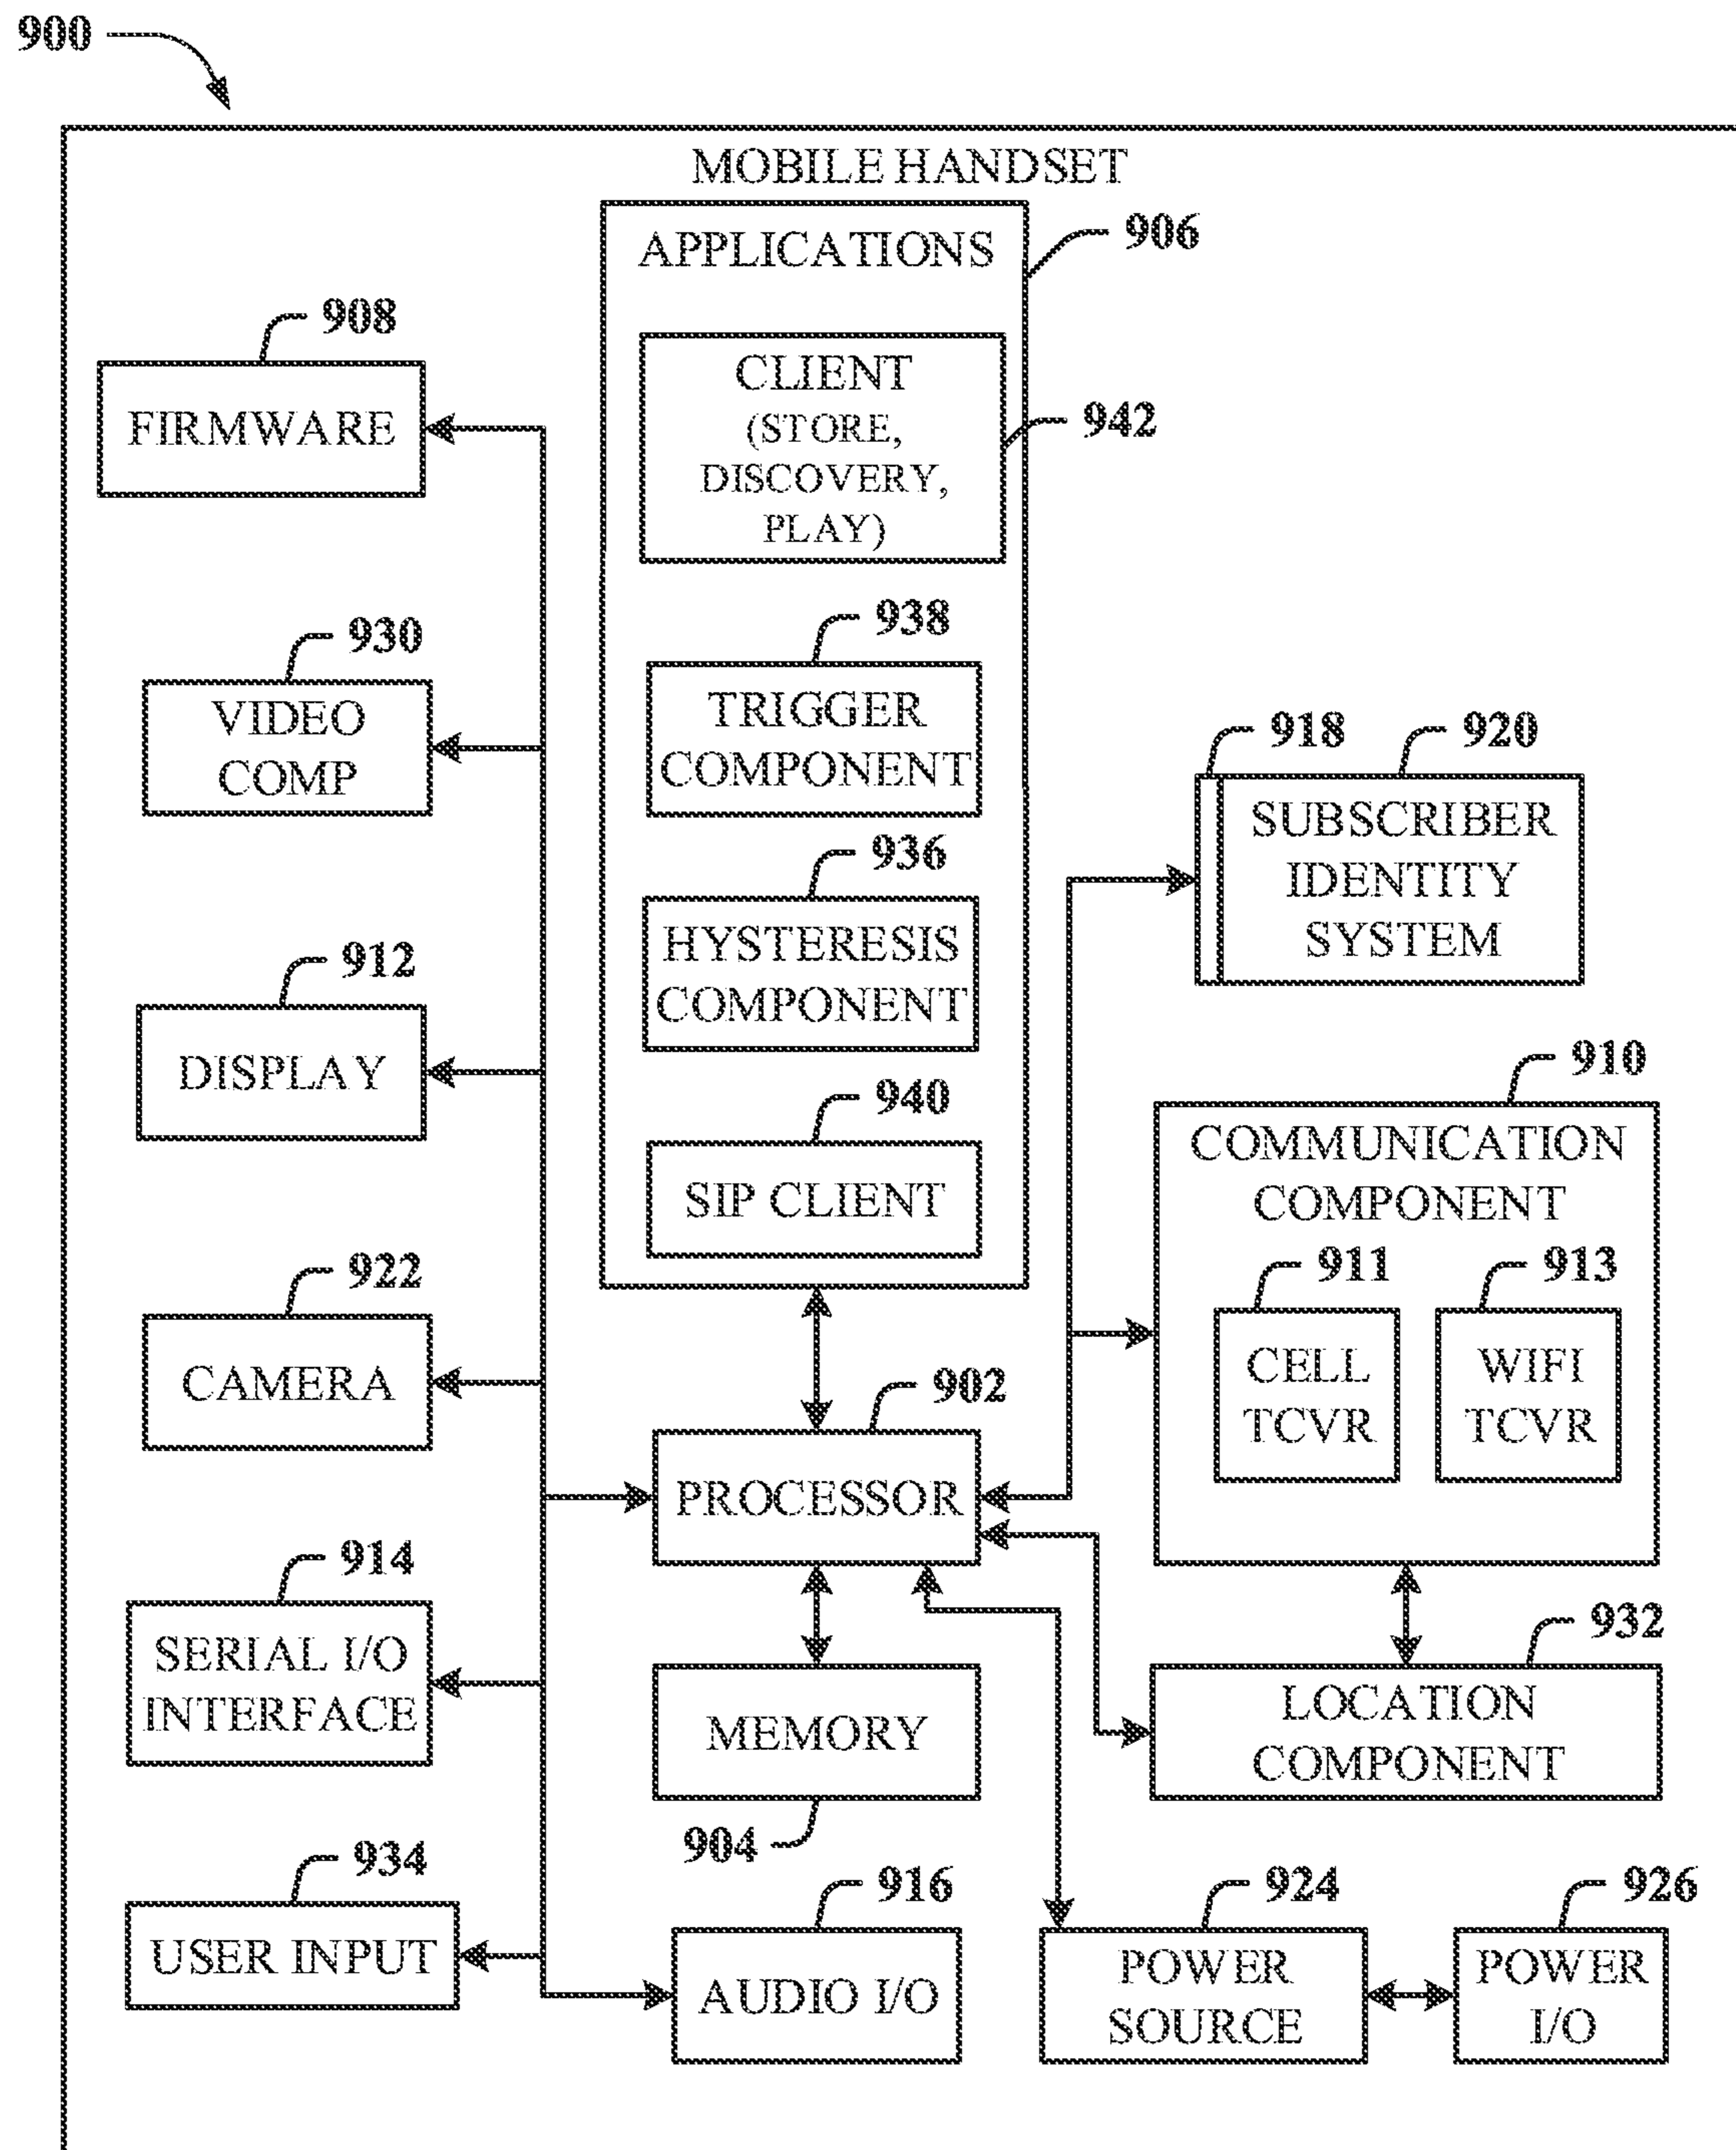 900
MOBILE HANDSET
APPLICATIONS
906
908
FIRMWARE
CLIENT
(STORE,
DISCOVERY,
PLAY)
942
930
VIDEO
COMP
938
TRIGGER
COMPONENT
918
920
SUBSCRIBER
IDENTITY
SYSTEM
936
HYSTERESIS
COMPONENT
912
DISPLAY
940
SIP CLIENT
910
COMMUNICATION
COMPONENT
911
CELL
TCVR
913
WIFI
TCVR
922
CAMERA
902
PROCESSOR
914
SERIAL I/O
INTERFACE
MEMORY
904
932
LOCATION
COMPONENT
934
USER INPUT
916
AUDIO I/O
924
POWER
SOURCE
926
POWER
I/O